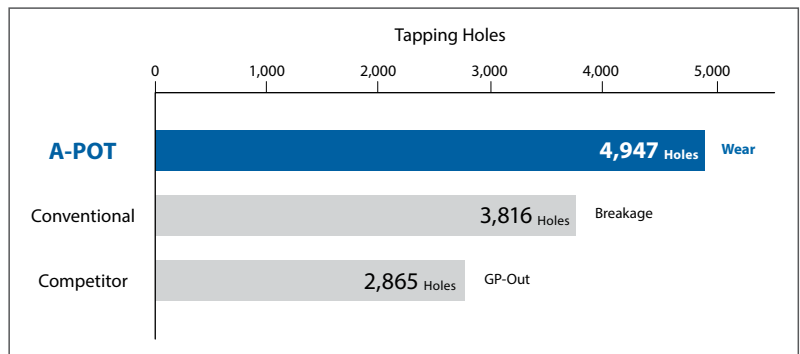 Tapping Holes
0 1,000 2,000 3,000 4,000 5,000
A-POT 4,947 Holes Wear
Conventional 3,816 Holes Breakage
Competitor 2,865 Holes GP-Out